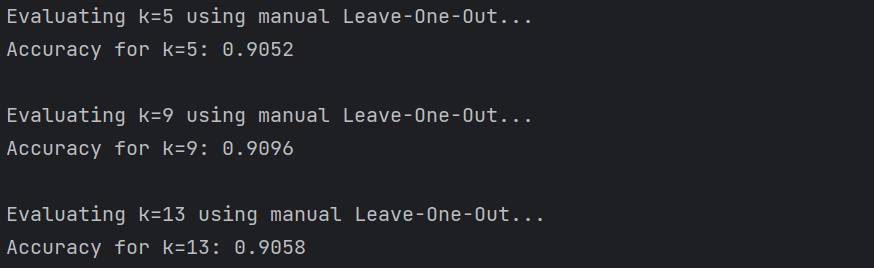 Evaluating k=5 using manual Leave-One-Out...
Accuracy for k=5: 0.9052
Evaluating k=9 using manual Leave-One-Out...
Accuracy for k=9: 0.9096
Evaluating k=13 using manual Leave-One-Out...
Accuracy for k=13: 0.9058